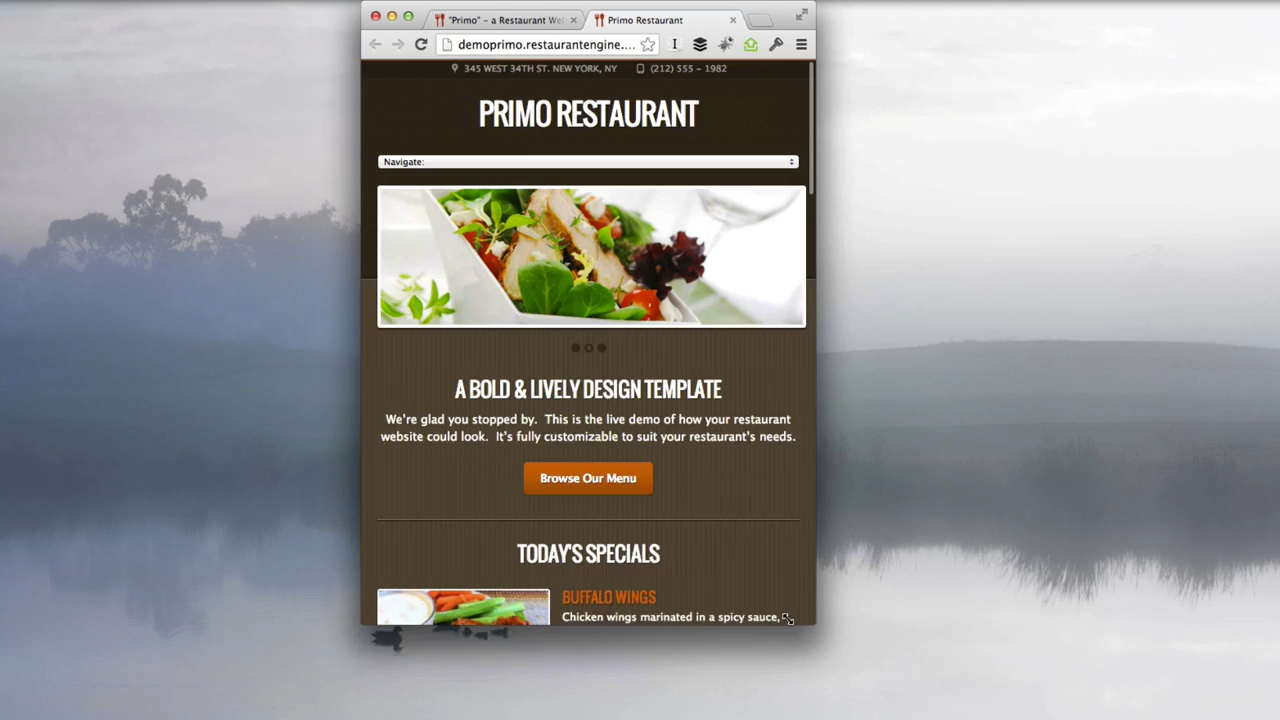 "Primo" – a Restaurant We
Primo Restaurant
demoprimo.restaurantengine....
345 WEST 34TH ST. NEW YORK, NY (212) 555 – 1982
PRIMO RESTAURANT
Navigate:
A BOLD & LIVELY DESIGN TEMPLATE
We're glad you stopped by. This is the live demo of how your restaurant
website could look. It's fully customizable to suit your restaurant's needs.
Browse Our Menu
TODAY'S SPECIALS
BUFFALO WINGS
Chicken wings marinated in a spicy sauce,